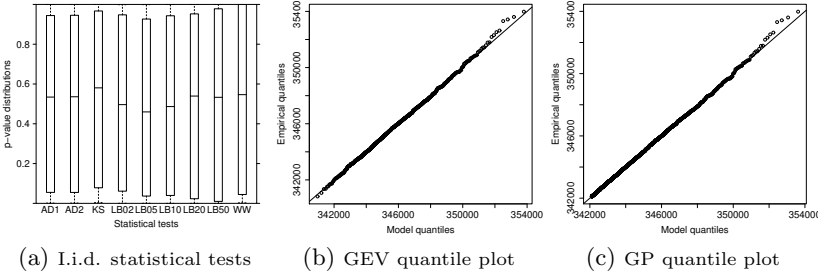 p−value distributions
0.8
0.6
0.4
0.2
AD1 AD2 KS LB02 LB05 LB10 LB20 LB50 WW
Statistical tests
(a) I.i.d. statistical tests
Empirical quantiles
354000
350000
346000
342000
342000 346000 350000 354000
Model quantiles
(b) GEV quantile plot
Empirical quantiles
354000
350000
346000
342000
342000 346000 350000 354000
Model quantiles
(c) GP quantile plot